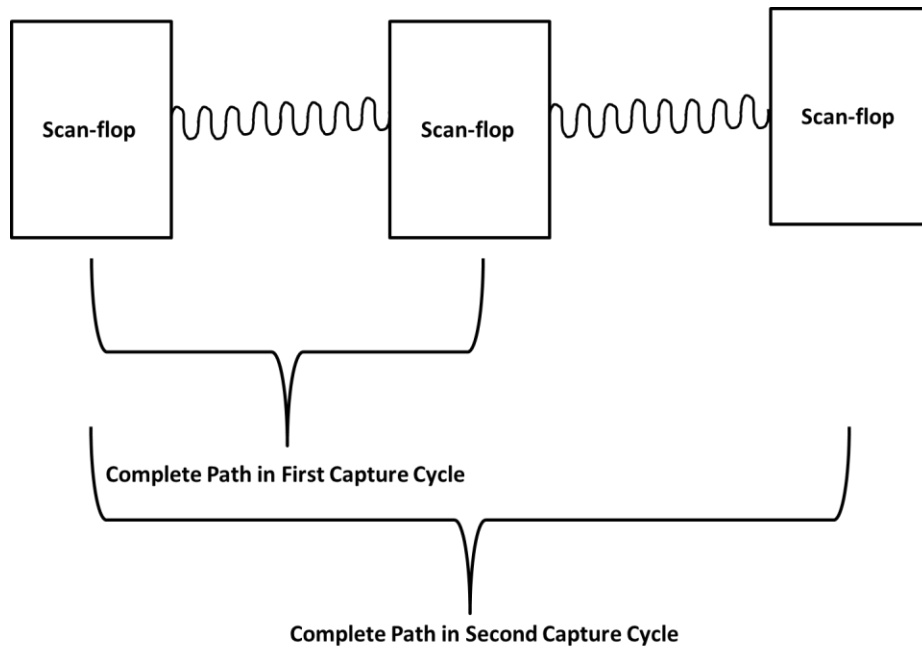 Scan-flop
Scan-flop
Scan-flop
Complete Path in First Capture Cycle
Complete Path in Second Capture Cycle